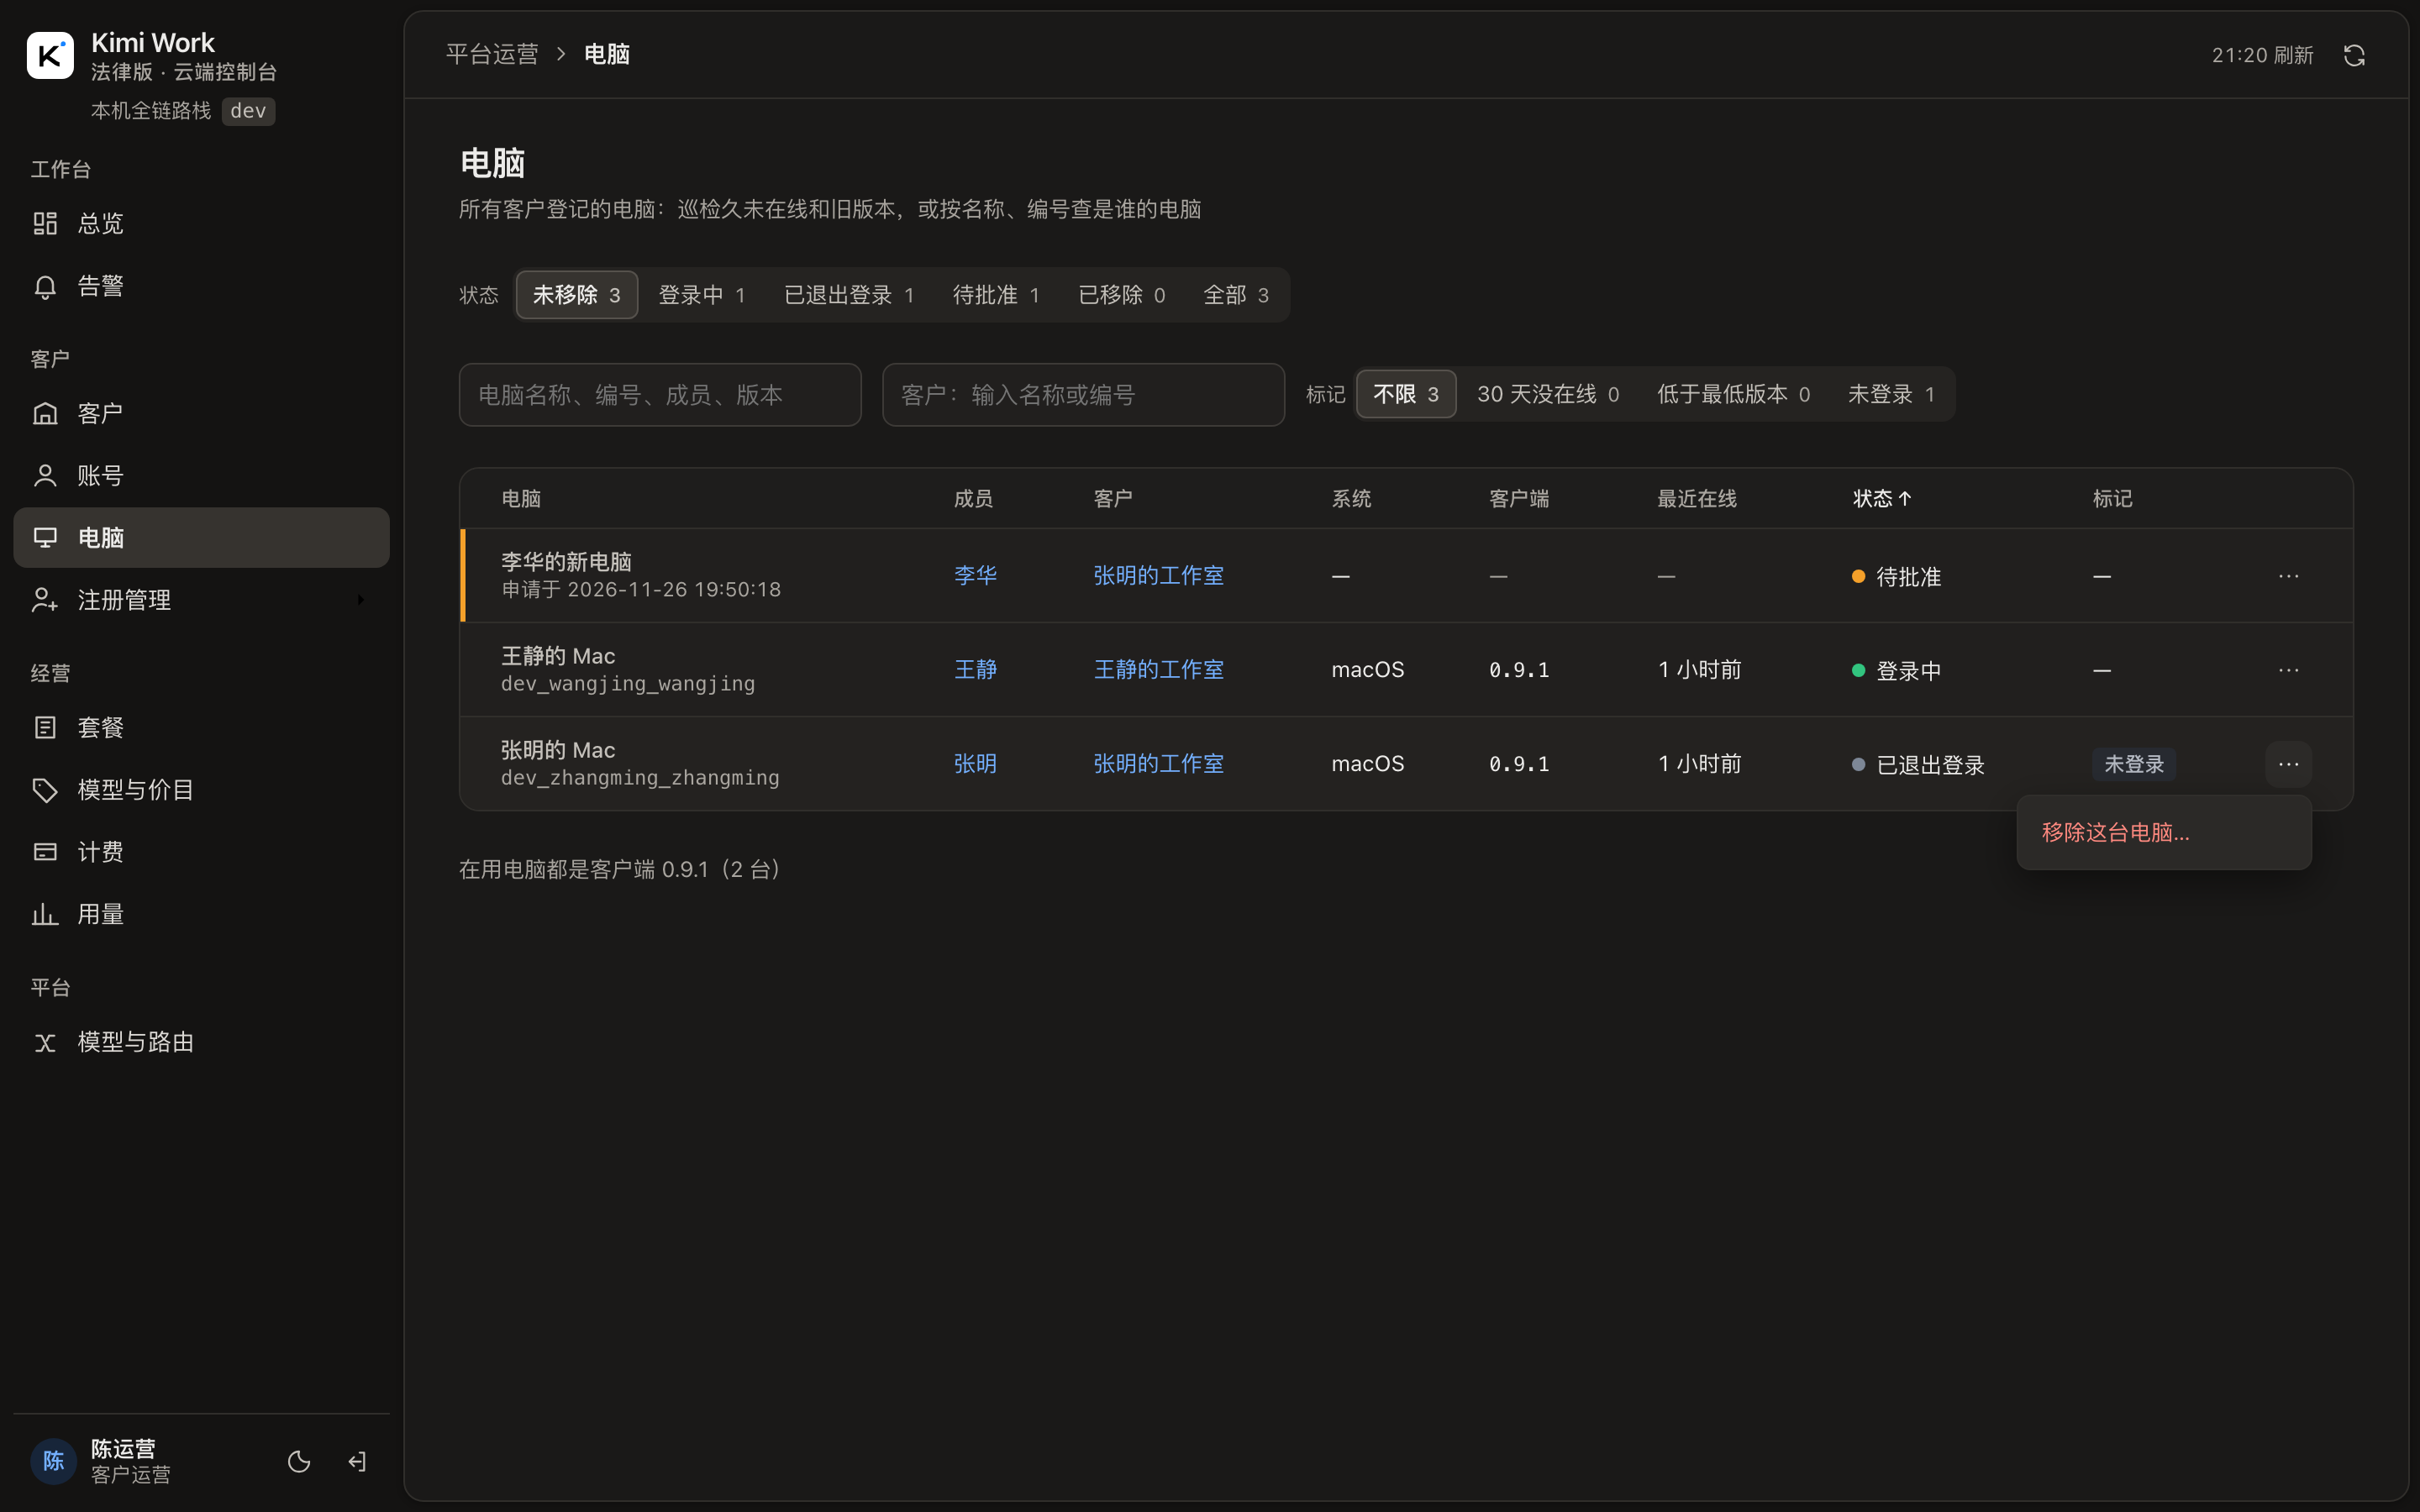 Kimi Work
法律版 · 云端控制台
本机全链路栈 dev
工作台
总览
告警
客户
客户
账号
电脑
注册管理
经营
套餐
模型与价目
计费
用量
平台
模型与路由
陈 陈运营
客户运营
平台运营 > 电脑
21:20 刷新
电脑
所有客户登记的电脑：巡检久未在线和旧版本，或按名称、编号查是谁的电脑
状态 未移除 3 登录中 1 已退出登录 1 待批准 1 已移除 0 全部 3
电脑名称、编号、成员、版本 客户：输入名称或编号 标记 不限 3 30 天没在线 0 低于最低版本 0 未登录 1
电脑 成员 客户 系统 客户端 最近在线 状态 ↑ 标记
李华的新电脑
申请于 2026-11-26 19:50:18
李华 张明的工作室 — — — 待批准 — ···
王静的 Mac
dev_wangjing_wangjing
王静 王静的工作室 macOS 0.9.1 1 小时前 登录中 — ···
张明的 Mac
dev_zhangming_zhangming
张明 张明的工作室 macOS 0.9.1 1 小时前 已退出登录 未登录 ···
移除这台电脑...
在用电脑都是客户端 0.9.1（2 台）